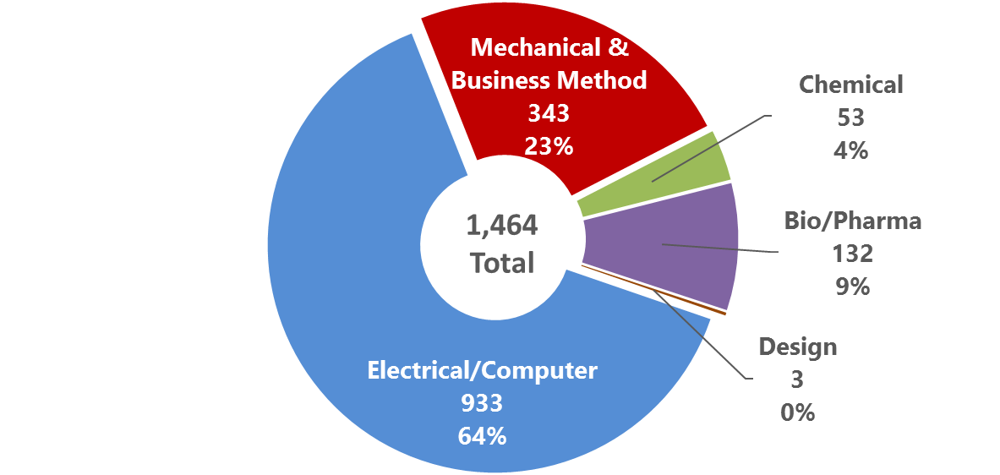 Mechanical &
Business Method
343
23%
Chemical
53
4%
Bio/Pharma
132
9%
1,464
Total
Design
3
0%
Electrical/Computer
933
64%